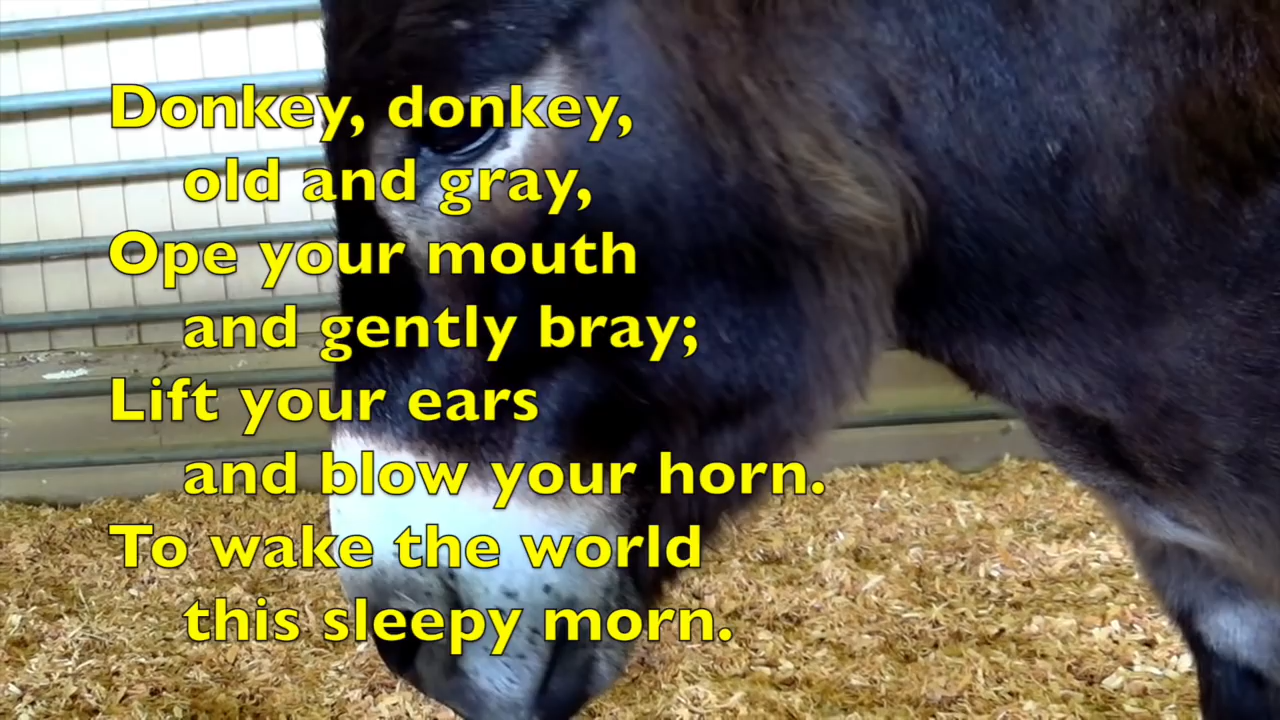 Donkey, donkey,
old and gray,
Ope your mouth
and gently bray;
Lift your ears
and blow your horn.
To wake the world
this sleepy morn.